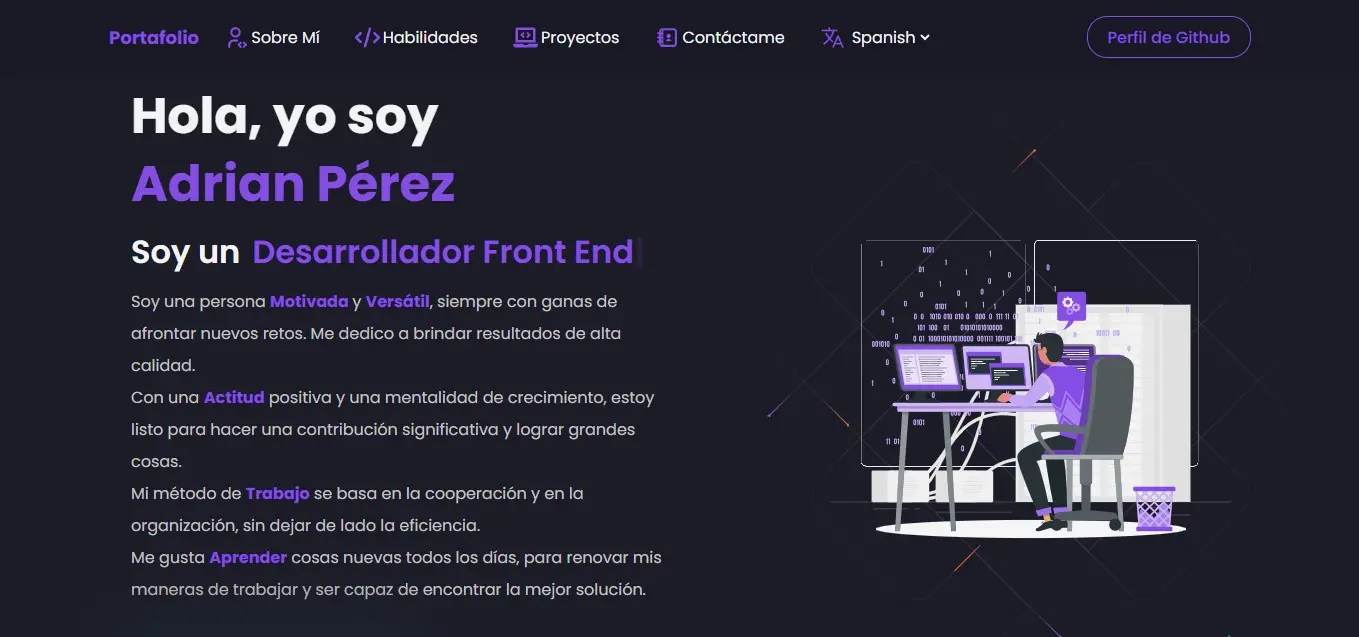 Portafolio Sobre Mí Habilidades Proyectos Contáctame Spanish Perfil de Github
Hola, yo soy
Adrian Pérez
Soy un Desarrollador Front End
Soy una persona Motivada y Versátil, siempre con ganas de
afrontar nuevos retos. Me dedico a brindar resultados de alta
calidad.
Con una Actitud positiva y una mentalidad de crecimiento, estoy
listo para hacer una contribución significativa y lograr grandes
cosas.
Mi método de Trabajo se basa en la cooperación y en la
organización, sin dejar de lado la eficiencia.
Me gusta Aprender cosas nuevas todos los días, para renovar mis
maneras de trabajar y ser capaz de encontrar la mejor solución.